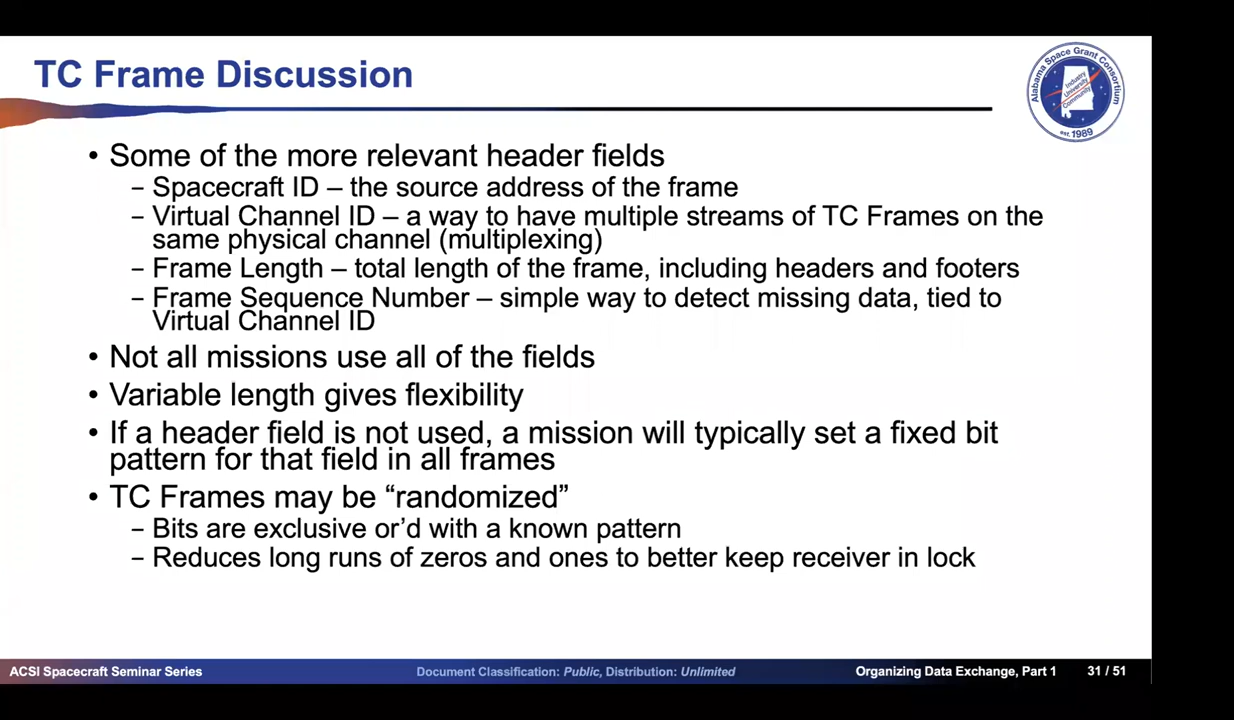 TC Frame Discussion
Alabama Space Grant Consortium
Industry
University
Community
est. 1989
• Some of the more relevant header fields
– Spacecraft ID – the source address of the frame
– Virtual Channel ID – a way to have multiple streams of TC Frames on the
same physical channel (multiplexing)
– Frame Length – total length of the frame, including headers and footers
– Frame Sequence Number – simple way to detect missing data, tied to
Virtual Channel ID
• Not all missions use all of the fields
• Variable length gives flexibility
• If a header field is not used, a mission will typically set a fixed bit
pattern for that field in all frames
• TC Frames may be “randomized”
– Bits are exclusive or’d with a known pattern
– Reduces long runs of zeros and ones to better keep receiver in lock
ACSI Spacecraft Seminar Series
Document Classification: Public, Distribution: Unlimited
Organizing Data Exchange, Part 1
31 / 51